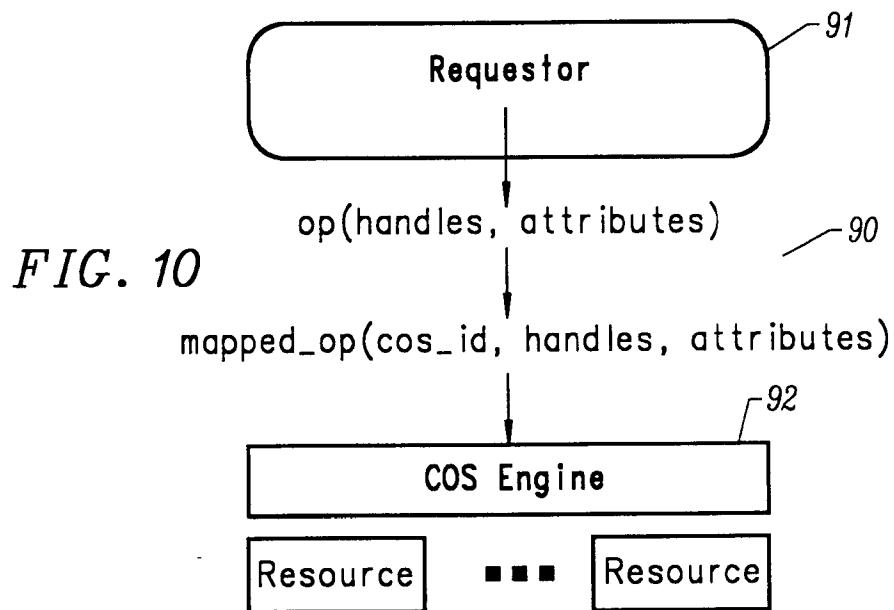 91
Requestor
op(handles, attributes)
90
FIG. 10
mapped_op(cos_id, handles, attributes)
92
COS Engine
Resource ■■■ Resource